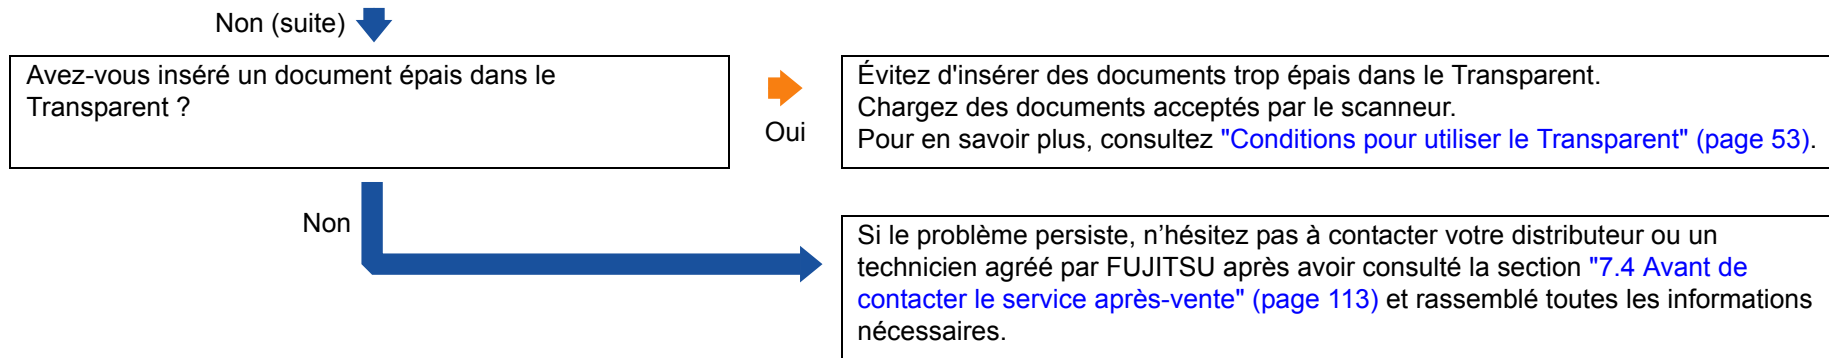 Non (suite)
Avez-vous inséré un document épais dans le
Transparent ?
Oui
Évitez d'insérer des documents trop épais dans le Transparent.
Chargez des documents acceptés par le scanneur.
Pour en savoir plus, consultez "Conditions pour utiliser le Transparent" (page 53).
Non
Si le problème persiste, n’hésitez pas à contacter votre distributeur ou un
technicien agréé par FUJITSU après avoir consulté la section "7.4 Avant de
contacter le service après-vente" (page 113) et rassemblé toutes les informations
nécessaires.